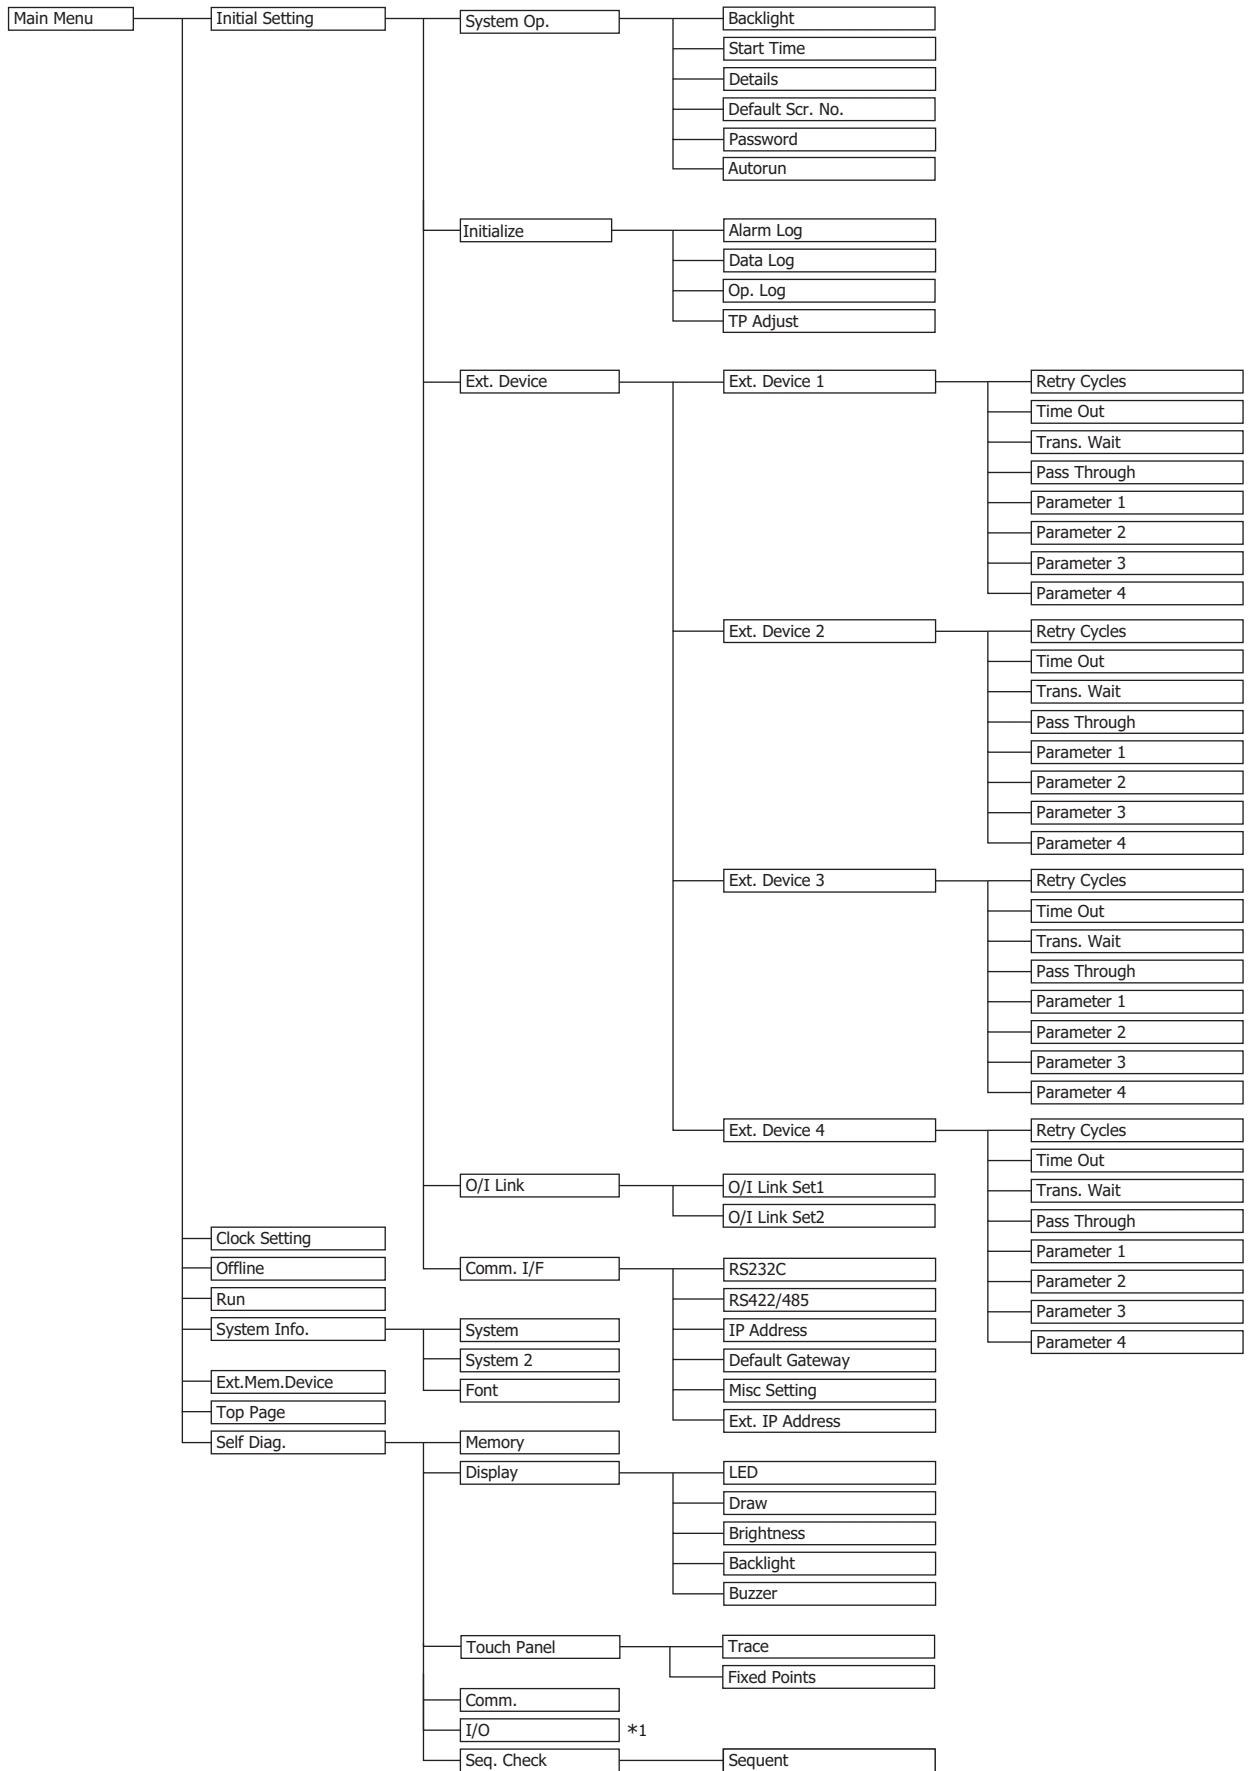 Main Menu
Initial Setting
System Op.
Backlight
Start Time
Details
Default Scr. No.
Password
Autorun
Initialize
Alarm Log
Data Log
Op. Log
TP Adjust
Ext. Device
Ext. Device 1
Retry Cycles
Time Out
Trans. Wait
Pass Through
Parameter 1
Parameter 2
Parameter 3
Parameter 4
Ext. Device 2
Retry Cycles
Time Out
Trans. Wait
Pass Through
Parameter 1
Parameter 2
Parameter 3
Parameter 4
Ext. Device 3
Retry Cycles
Time Out
Trans. Wait
Pass Through
Parameter 1
Parameter 2
Parameter 3
Parameter 4
Ext. Device 4
Retry Cycles
Time Out
Trans. Wait
Pass Through
Parameter 1
Parameter 2
Parameter 3
Parameter 4
O/I Link
O/I Link Set1
O/I Link Set2
Comm. I/F
RS232C
RS422/485
IP Address
Default Gateway
Misc Setting
Ext. IP Address
Clock Setting
Offline
Run
System Info.
System
System 2
Font
Ext.Mem.Device
Top Page
Self Diag.
Memory
Display
LED
Draw
Brightness
Backlight
Buzzer
Touch Panel
Trace
Fixed Points
Comm.
I/O *1
Seq. Check
Sequent